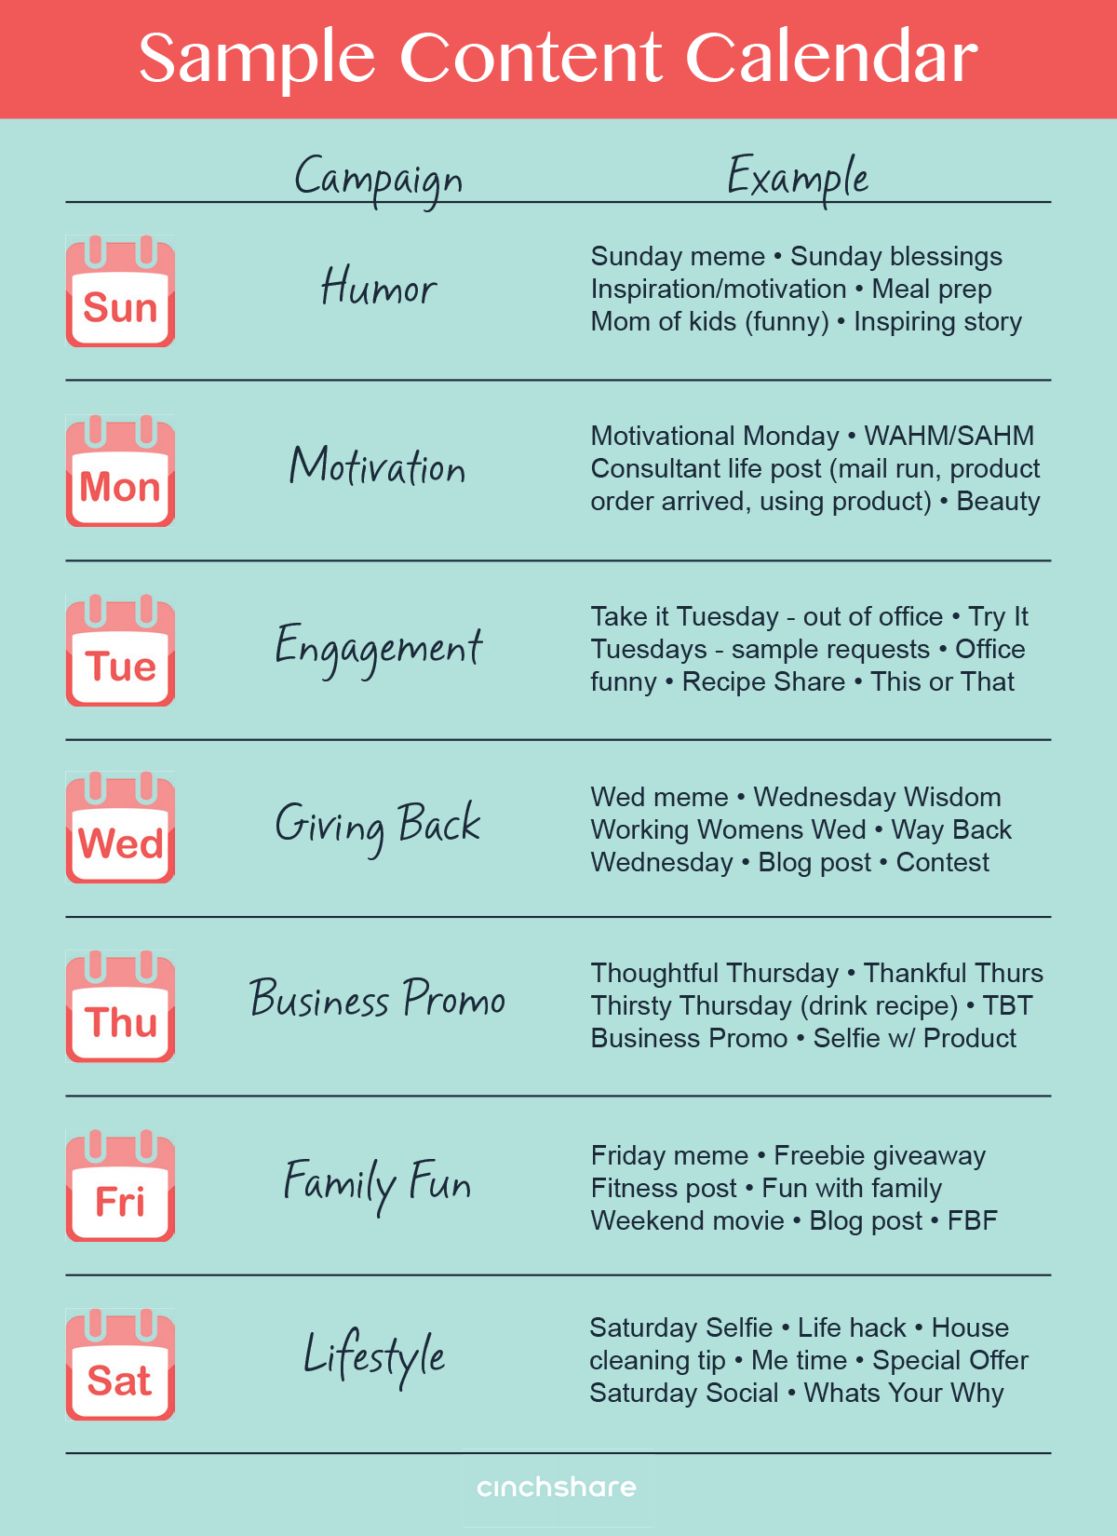 Sample Content Calendar
Campaign Example
Sun
Humor
Sunday meme • Sunday blessings
Inspiration/motivation • Meal prep
Mom of kids (funny) • Inspiring story
Mon
Motivation
Motivational Monday • WAHM/SAHM
Consultant life post (mail run, product
order arrived, using product) • Beauty
Tue
Engagement
Take it Tuesday - out of office • Try It
Tuesdays - sample requests • Office
funny • Recipe Share • This or That
Wed
Giving Back
Wed meme • Wednesday Wisdom
Working Womens Wed • Way Back
Wednesday • Blog post • Contest
Thu
Business Promo
Thoughtful Thursday • Thankful Thurs
Thirsty Thursday (drink recipe) • TBT
Business Promo • Selfie w/ Product
Fri
Family Fun
Friday meme • Freebie giveaway
Fitness post • Fun with family
Weekend movie • Blog post • FBF
Sat
Lifestyle
Saturday Selfie • Life hack • House
cleaning tip • Me time • Special Offer
Saturday Social • Whats Your Why
cinchshare